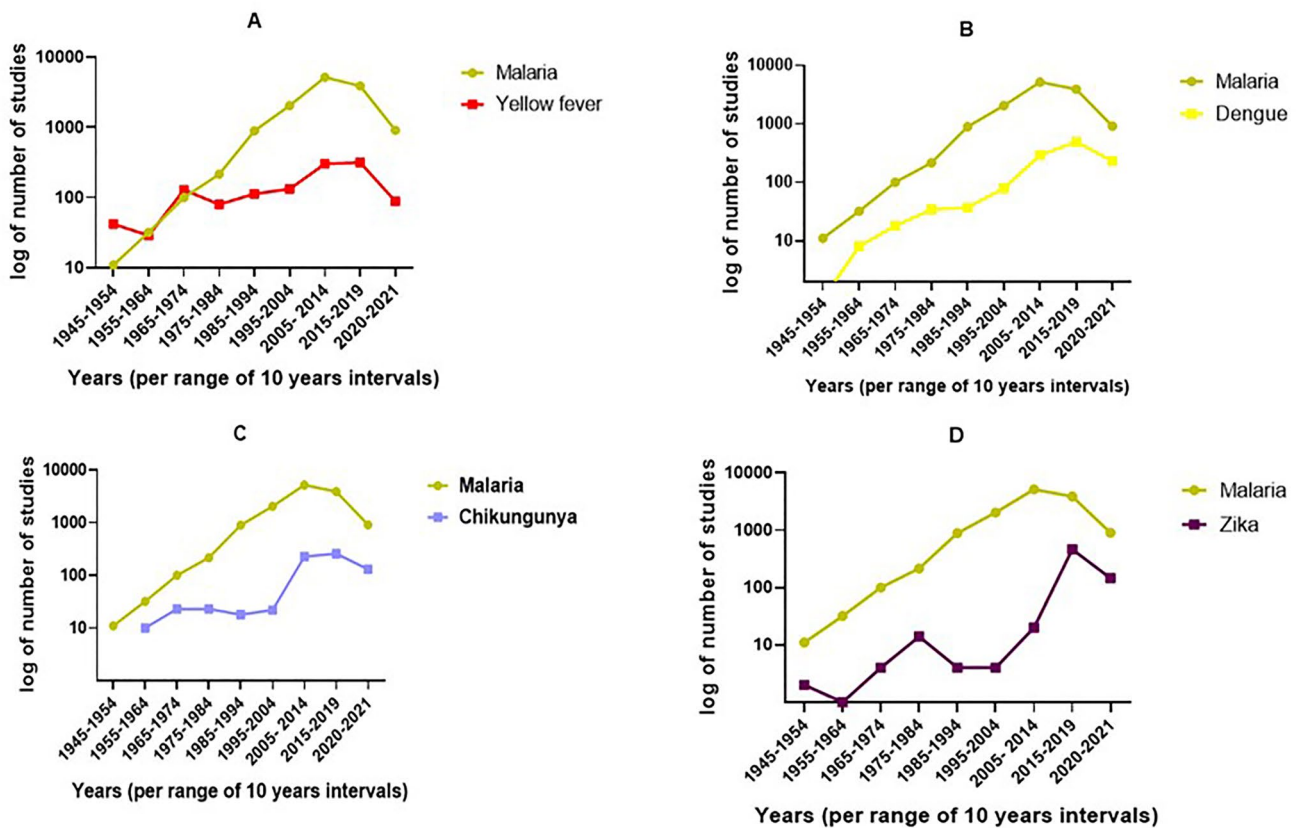 A
log of number of studies
10000
1000
100
10
1945-1954
1955-1964
1965-1974
1975-1984
1985-1994
1995-2004
2005- 2014
2015-2019
2020-2021
Years (per range of 10 years intervals)
Malaria
Yellow fever
B
log of number of studies
10000
1000
100
10
1945-1954
1955-1964
1965-1974
1975-1984
1985-1994
1995-2004
2005- 2014
2015-2019
2020-2021
Years (per range of 10 years intervals)
Malaria
Dengue
C
log of number of studies
10000
1000
100
10
1945-1954
1955-1964
1965-1974
1975-1984
1985-1994
1995-2004
2005- 2014
2015-2019
2020-2021
Years (per range of 10 years intervals)
Malaria
Chikungunya
D
log of number of studies
10000
1000
100
10
1945-1954
1955-1964
1965-1974
1975-1984
1985-1994
1995-2004
2005- 2014
2015-2019
2020-2021
Years (per range of 10 years intervals)
Malaria
Zika